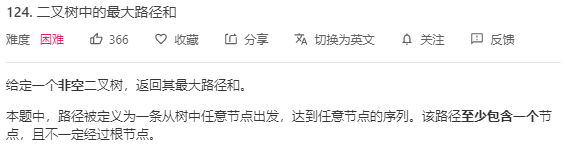 124. 二叉树中的最大路径和
难度 困难 366 收藏 分享 切换为英文 关注 反馈
给定一个非空二叉树，返回其最大路径和。
本题中，路径被定义为一条从树中任意节点出发，达到任意节点的序列。该路径至少包含一个节
点，且不一定经过根节点。